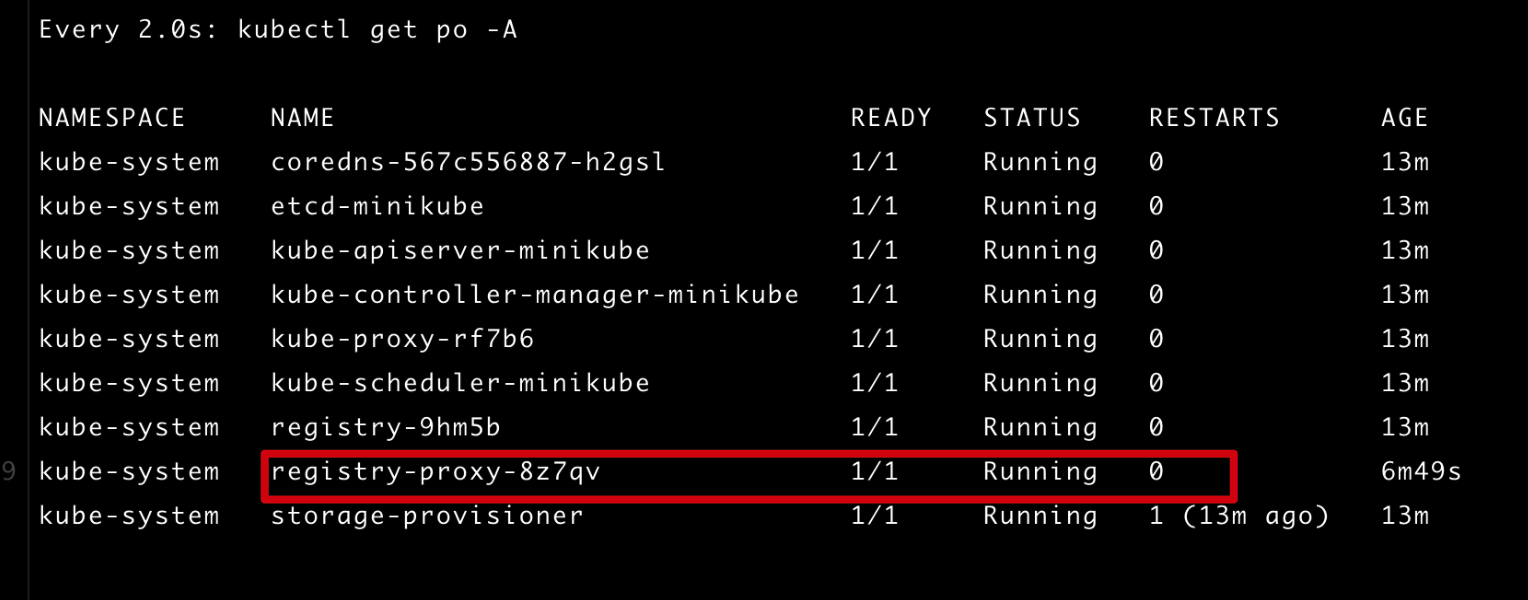 Every 2.0s: kubectl get po -A
NAMESPACE NAME READY STATUS RESTARTS AGE
kube-system coredns-567c556887-h2gsl 1/1 Running 0 13m
kube-system etcd-minikube 1/1 Running 0 13m
kube-system kube-apiserver-minikube 1/1 Running 0 13m
kube-system kube-controller-manager-minikube 1/1 Running 0 13m
kube-system kube-proxy-rf7b6 1/1 Running 0 13m
kube-system kube-scheduler-minikube 1/1 Running 0 13m
kube-system registry-9hm5b 1/1 Running 0 13m
9 kube-system registry-proxy-8z7qv 1/1 Running 0 6m49s
kube-system storage-provisioner 1/1 Running 1 (13m ago) 13m